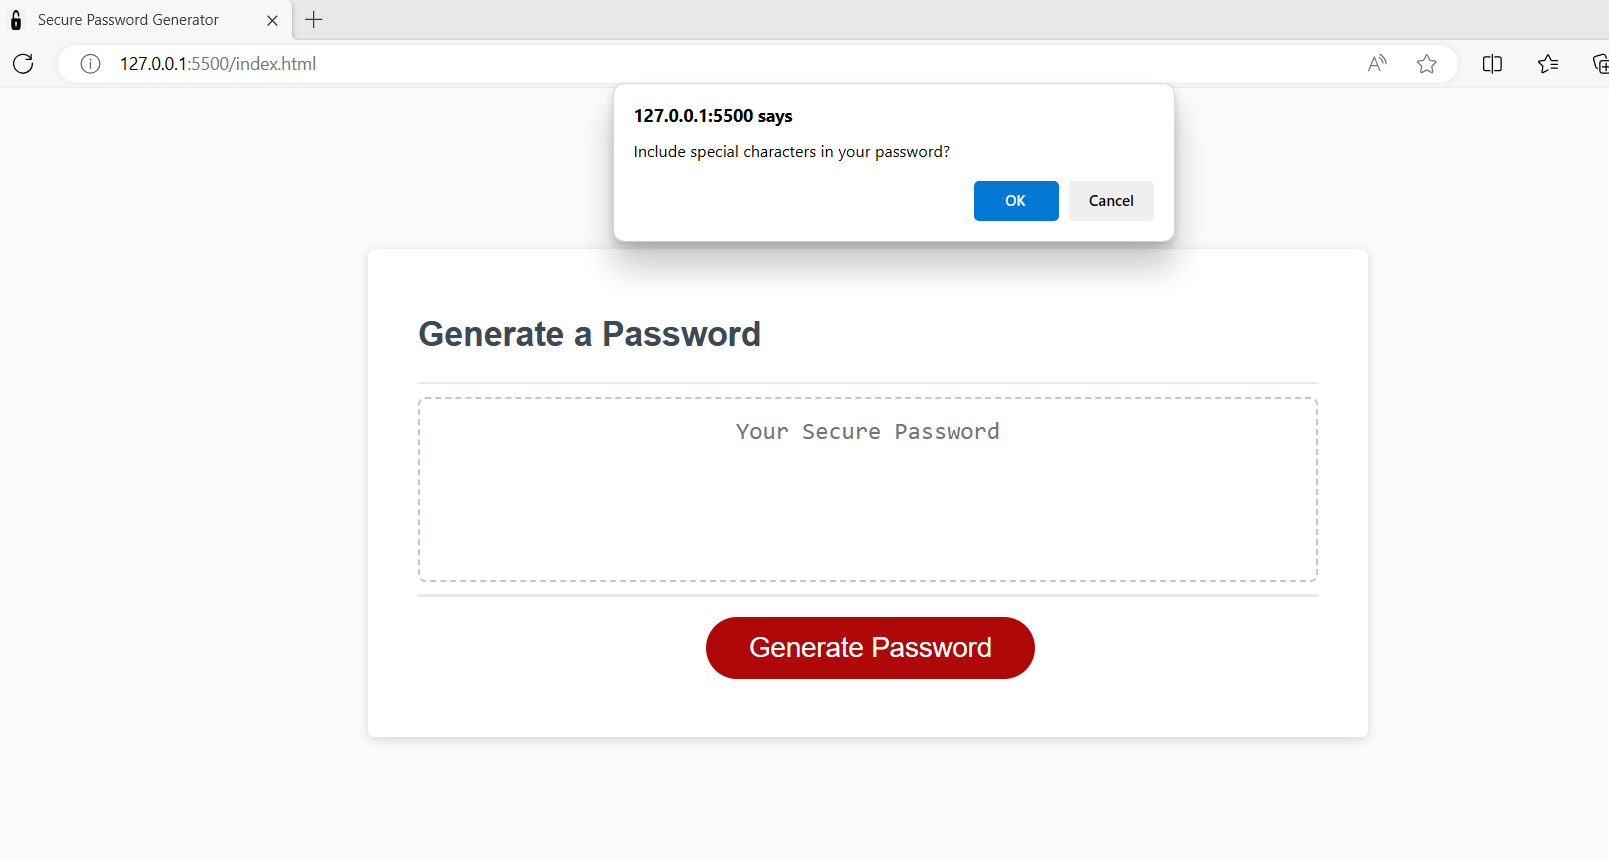 Secure Password Generator
127.0.0.1:5500/index.html
127.0.0.1:5500 says
Include special characters in your password?
OK Cancel
Generate a Password
Your Secure Password
Generate Password